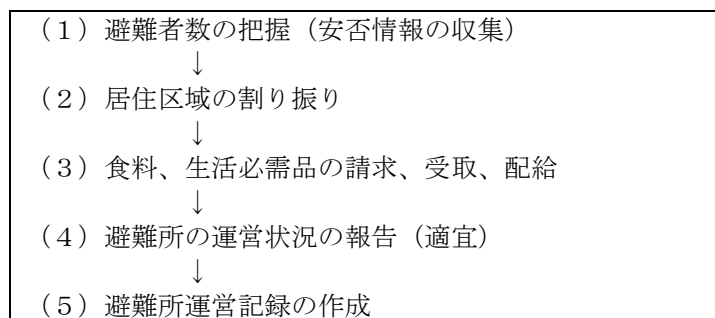 （１）避難者数の把握（安否情報の収集）
↓
（２）居住区域の割り振り
↓
（３）食料、生活必需品の請求、受取、配給
↓
（４）避難所の運営状況の報告（適宜）
↓
（５）避難所運営記録の作成